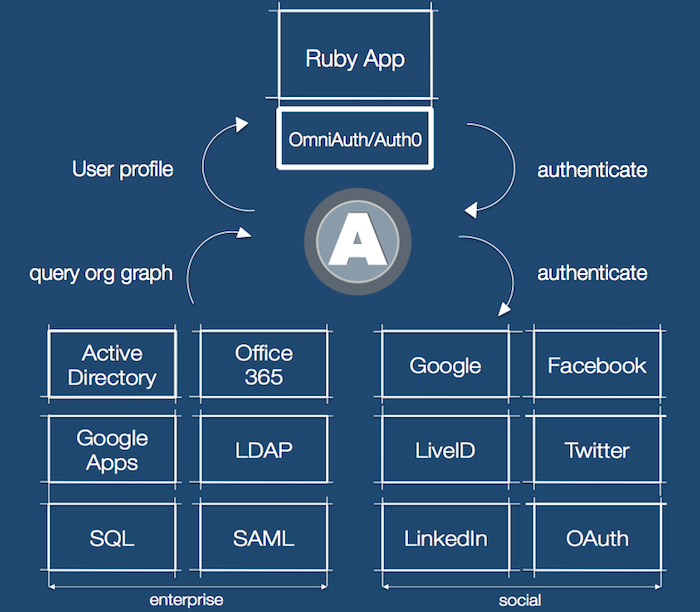 Ruby App
OmniAuth/Auth0
User profile
authenticate
A
query org graph
authenticate
Active
Directory
Office
365
Google
Facebook
Google
Apps
LDAP
LiveID
Twitter
SQL
SAML
LinkedIn
OAuth
enterprise
social